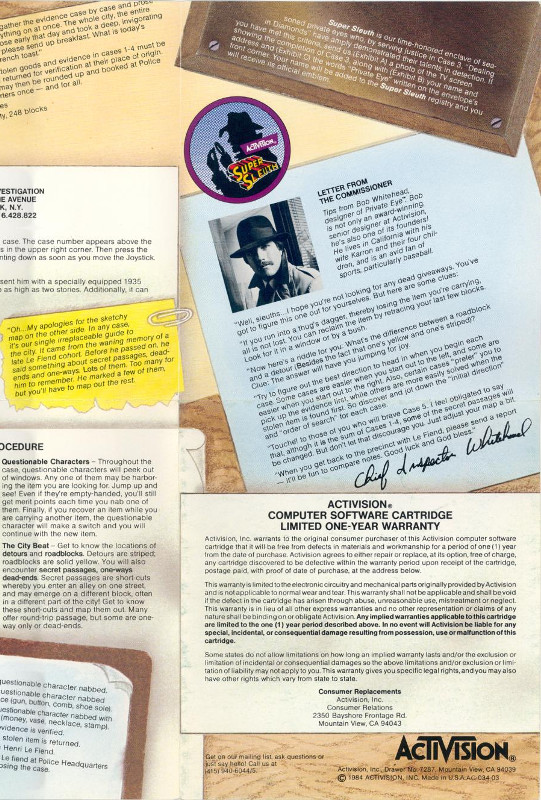 gather the evidence case by case and
ything on at once. The whole city, the entire
ose early that day and took a deep, invigorating
please send up breakfast. What is today's
rench toast."
olen goods and evidence in cases 1-4 must be
returned for verification at their place of origin.
may then be rounded up and booked at Police
ters once — and for all.
es
ty, 248 blocks
Super Sleuth is our time-honored enclave of sea-
soned private eyes who, by serving justice in Case 3, "Dealing
in Diamonds" have amply demonstrated their talents in detection. If
you have met this criteria, send us (Exhibit A) a photo of the TV screen
showing the completion of Case 3, along with (Exhibit B) your name and
address and (Exhibit C) the words "Private Eye" written on the envelope's
front corner. Your name will be added to the Super Sleuth registry and you
will receive its official emblem.
ACTIVISION
SUPER
SLEUTH
LETTER FROM
THE COMMISSIONER
Tips from Bob Whitehead,
designer of Private Eye. Bob
is not only an award-winning,
senior designer at Activision,
he's also one of its founders!
He lives in California with his
wife Karron and their four chil-
dren, and is an avid fan of
sports, particularly baseball.
"Well, sleuths... I hope you're not looking for any dead giveaways. You've
got to figure this one out for yourselves. But here are some clues:
"If you run into a thug's dagger, thereby losing the item you're carrying,
all is not lost. You can reclaim the item by retracing your last few blocks.
Look for it in a window or by a bush.
"Now here's a riddle for you. What's the difference between a roadblock
and a detour (Besides the fact that one's yellow and one's striped)?
Clue: The answer will have you jumping for joy.
"Try to figure out the best direction to head in when you begin each
case. Some cases are easier when you start out to the left, and some are
easier when you start out to the right. Also, certain cases "prefer" you to
pick up the evidence first, while others are more easily solved when the
stolen item is found first. So discover and jot down the "initial direction"
and "order of search" for each case.
"Touche! to those of you who will brave Case 5. I feel obligated to say
that, although it is the sum of Cases 1-4, some of the secret passages will
be changed. But don't let that discourage you. Just adjust your map a bit.
"When you get back to the precinct with Le Fiend, please send a report
— it'll be fun to compare notes. Good luck and God bless."
Chief Inspector Whitehead
VESTIGATION
E AVENUE
K, N.Y.
6.428.822
case. The case number appears above the
s in the upper right corner. Then press the
nting down as soon as you move the Joystick.
sent him with a specially equipped 1935
e as high as two stories. Additionally, it can
"Oh...My apologies for the sketchy
map on the other side. In any case,
it's our single irreplaceable guide to
the city. It came from the waning memory of a
late Le Fiend cohort. Before he passed on, he
said something about secret passages, dead-
ends and one-ways. Lots of them. Too many for
him to remember. He marked a few of them,
but you'll have to map out the rest.
OCEDURE
Questionable Characters – Throughout the
case, questionable characters will peek out
of windows. Any one of them may be harbor-
ing the item you are looking for. Jump up and
see! Even if they're empty-handed, you'll still
get merit points each time you nab one of
them. Finally, if you recover an item while you
are carrying another item, the questionable
character will make a switch and you will
continue with the new item.
The City Beat – Get to know the locations of
detours and roadblocks. Detours are striped;
roadblocks are solid yellow. You will also
encounter secret passages, one-ways
dead-ends. Secret passages are short-cuts
whereby you enter an alley on one street,
and may emerge on a different block, often
in a different part of the city! Get to know
these short-cuts and map them out. Many
offer round-trip passage, but some are one-
way only or dead-ends.
uestionable character nabbed.
uestionable character nabbed
ce (gun, button, comb, shoe sole).
uestionable character nabbed with
(money, vase, necklace, stamp).
evidence is verified.
stolen item is returned.
Henri Le Fiend.
Le fiend at Police Headquarters
osing the case.
ACTIVISION®
COMPUTER SOFTWARE CARTRIDGE
LIMITED ONE-YEAR WARRANTY
Activision, Inc. warrants to the original consumer purchaser of this Activision computer software
cartridge that it will be free from defects in materials and workmanship for a period of one (1) year
from the date of purchase. Activision agrees to either repair or replace, at its option, free of charge,
any cartridge discovered to be defective within the warranty period upon receipt of the cartridge,
postage paid, with proof of date of purchase, at the address below.
This warranty is limited to the electronic circuitry and mechanical parts originally provided by Activision
and is not applicable to normal wear and tear. This warranty shall not be applicable and shall be void
if the defect in the cartridge has arisen through abuse, unreasonable use, mistreatment or neglect.
This warranty is in lieu of all other express warranties and no other representation or claims of any
nature shall be binding on or obligate Activision. Any implied warranties applicable to this cartridge
are limited to the one (1) year period described above. In no event will Activision be liable for any
special, incidental, or consequential damage resulting from possession, use or malfunction of this
cartridge.
Some states do not allow limitations on how long an implied warranty lasts and/or the exclusion or
limitation of incidental or consequential damages so the above limitations and/or exclusion or limi-
tation of liability may not apply to you. This warranty gives you specific legal rights, and you may also
have other rights which vary from state to state.
Consumer Replacements
Activision, Inc.
Consumer Relations
2350 Bayshore Frontage Rd.
Mountain View, CA 94043
Get on our mailing list, ask questions or
just say hello! Call us at
(415) 940-6044/5.
ACTIVISION®
Activision, Inc., Drawer No. 7287, Mountain View, CA 94039
© 1984 ACTIVISION, INC. Made in U.S.A. AG-034-03